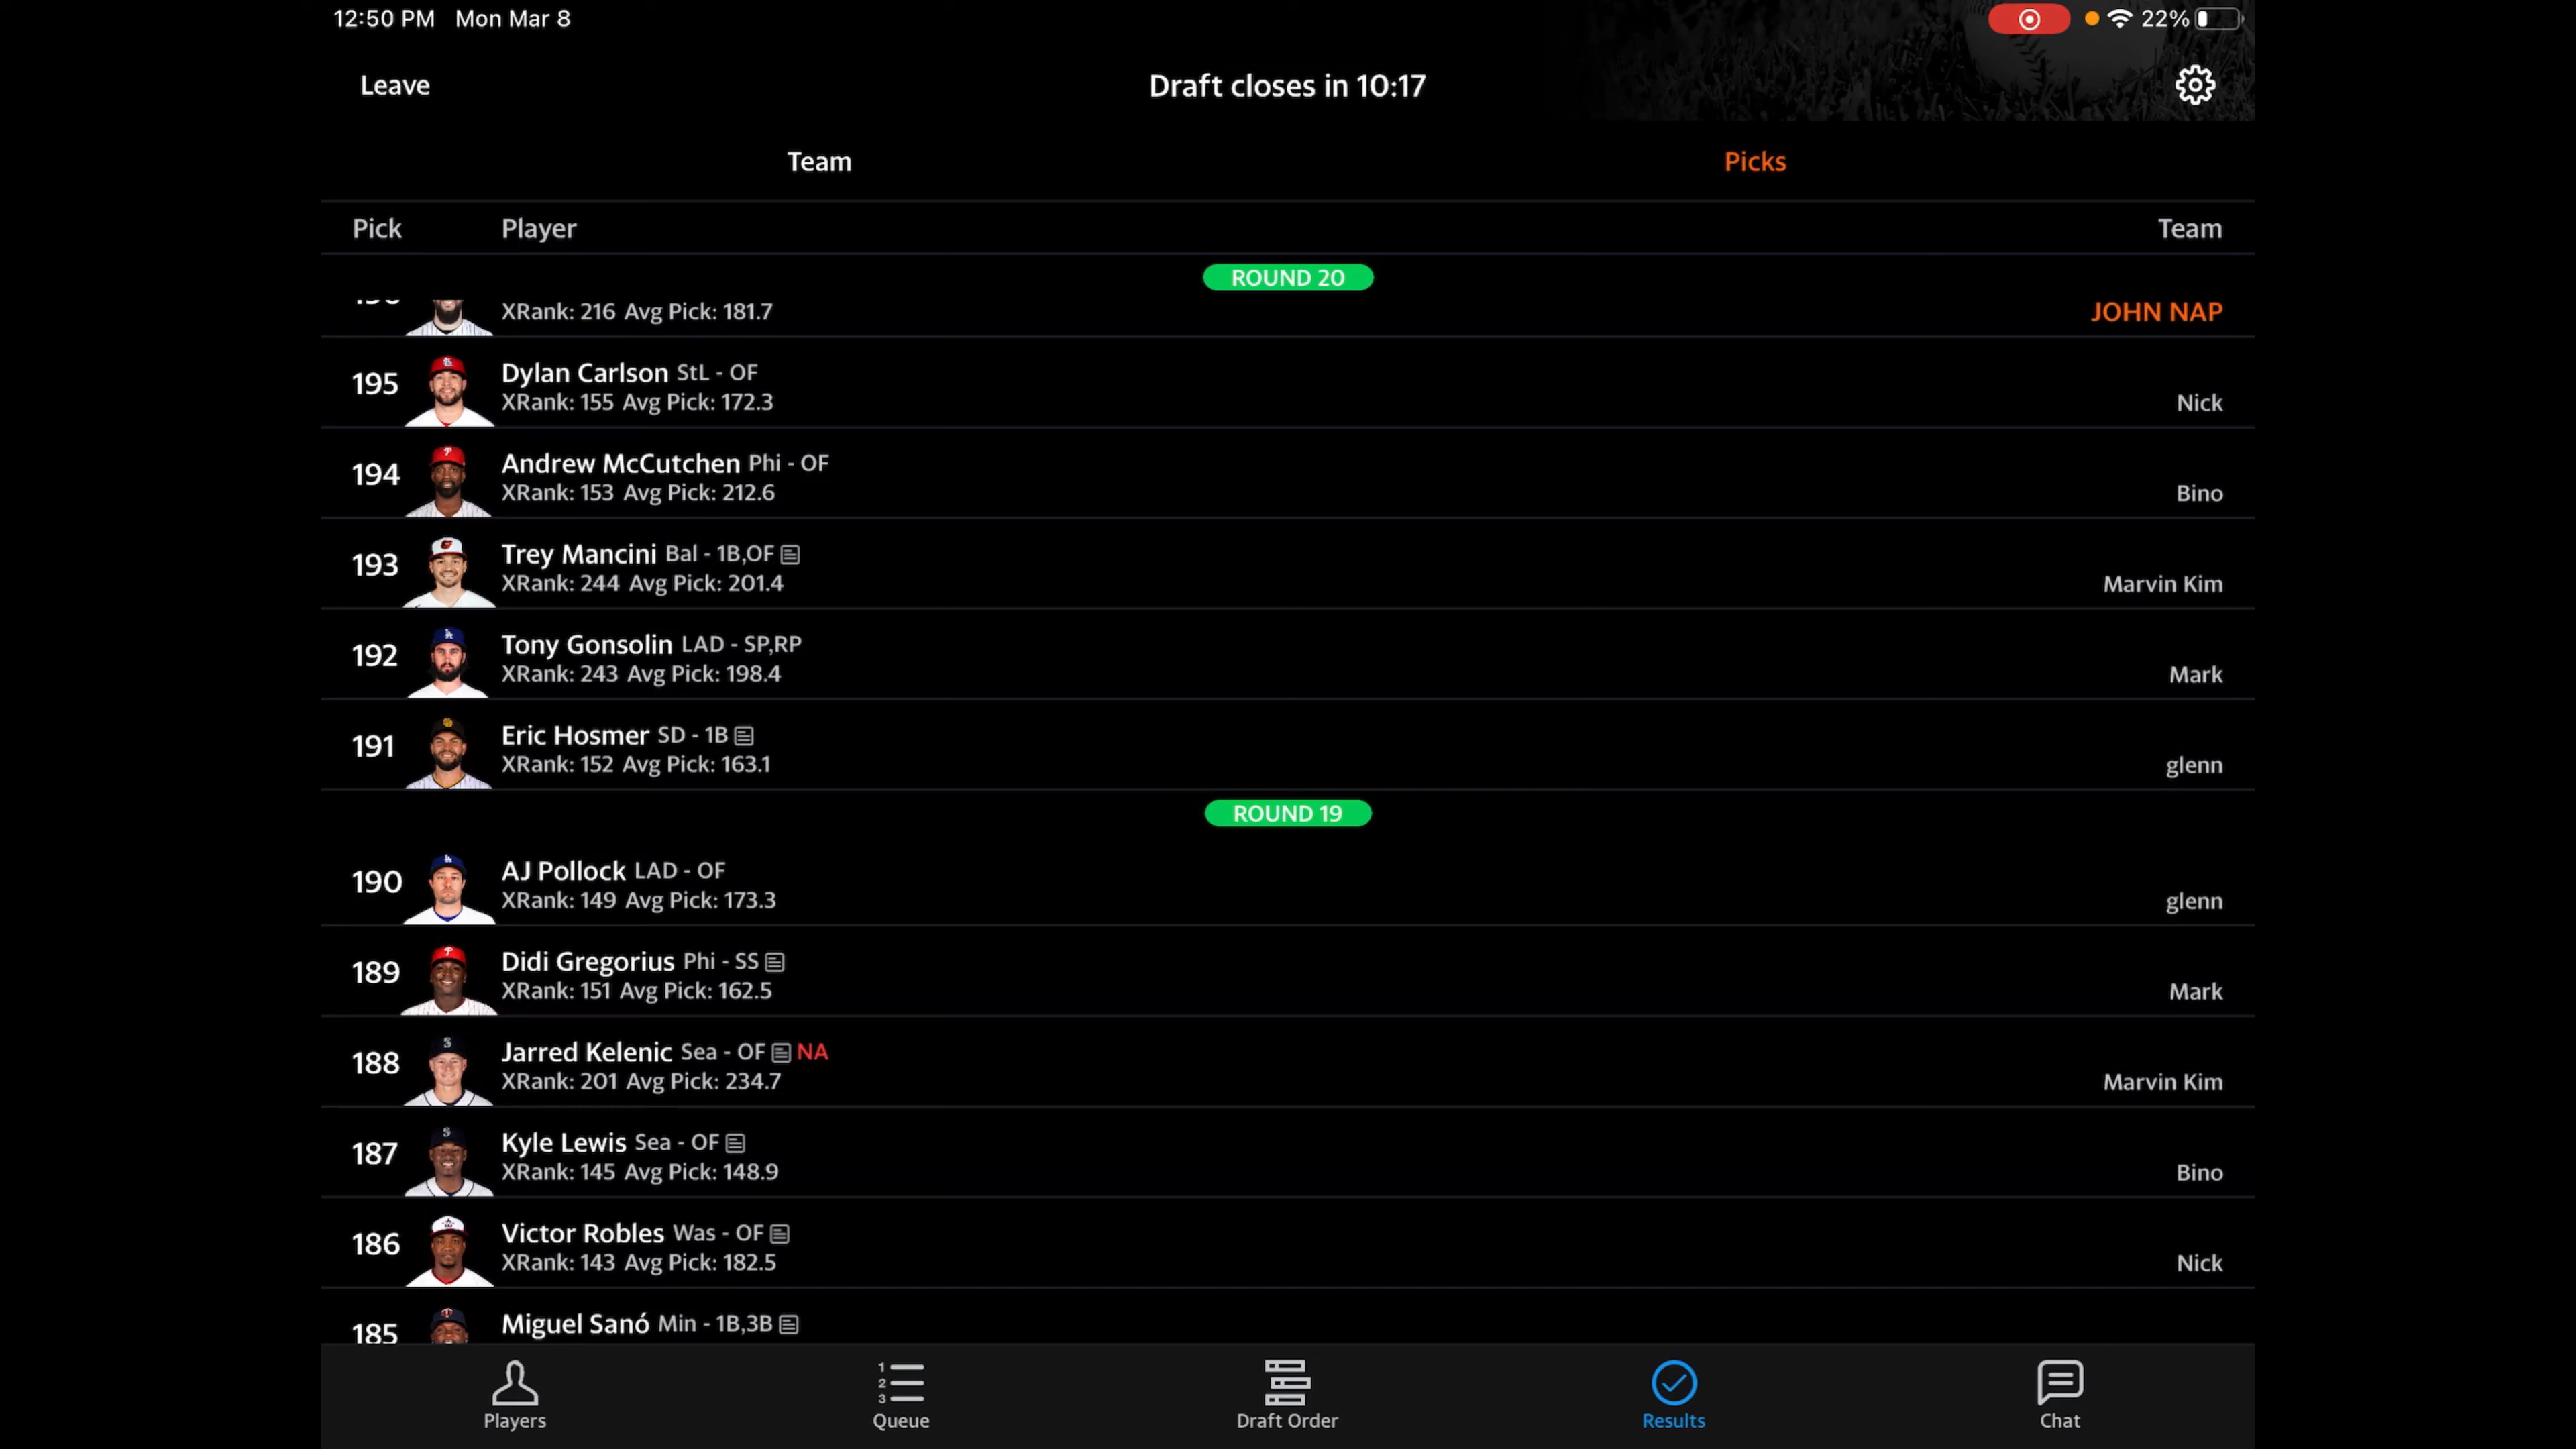 12:50 PM Mon Mar 8
22%
Leave
Draft closes in 10:17
Team
Picks
Pick
Player
Team
ROUND 20
XRank: 216 Avg Pick: 181.7
JOHN NAP
195
Dylan Carlson StL - OF
XRank: 155 Avg Pick: 172.3
Nick
194
Andrew McCutchen Phi - OF
XRank: 153 Avg Pick: 212.6
Bino
193
Trey Mancini Bal - 1B,OF
XRank: 244 Avg Pick: 201.4
Marvin Kim
192
Tony Gonsolin LAD - SP,RP
XRank: 243 Avg Pick: 198.4
Mark
191
Eric Hosmer SD - 1B
XRank: 152 Avg Pick: 163.1
glenn
ROUND 19
190
AJ Pollock LAD - OF
XRank: 149 Avg Pick: 173.3
glenn
189
Didi Gregorius Phi - SS
XRank: 151 Avg Pick: 162.5
Mark
188
Jarred Kelenic Sea - OF NA
XRank: 201 Avg Pick: 234.7
Marvin Kim
187
Kyle Lewis Sea - OF
XRank: 145 Avg Pick: 148.9
Bino
186
Victor Robles Was - OF
XRank: 143 Avg Pick: 182.5
Nick
185
Miguel Sanó Min - 1B,3B
Players
Queue
Draft Order
Results
Chat